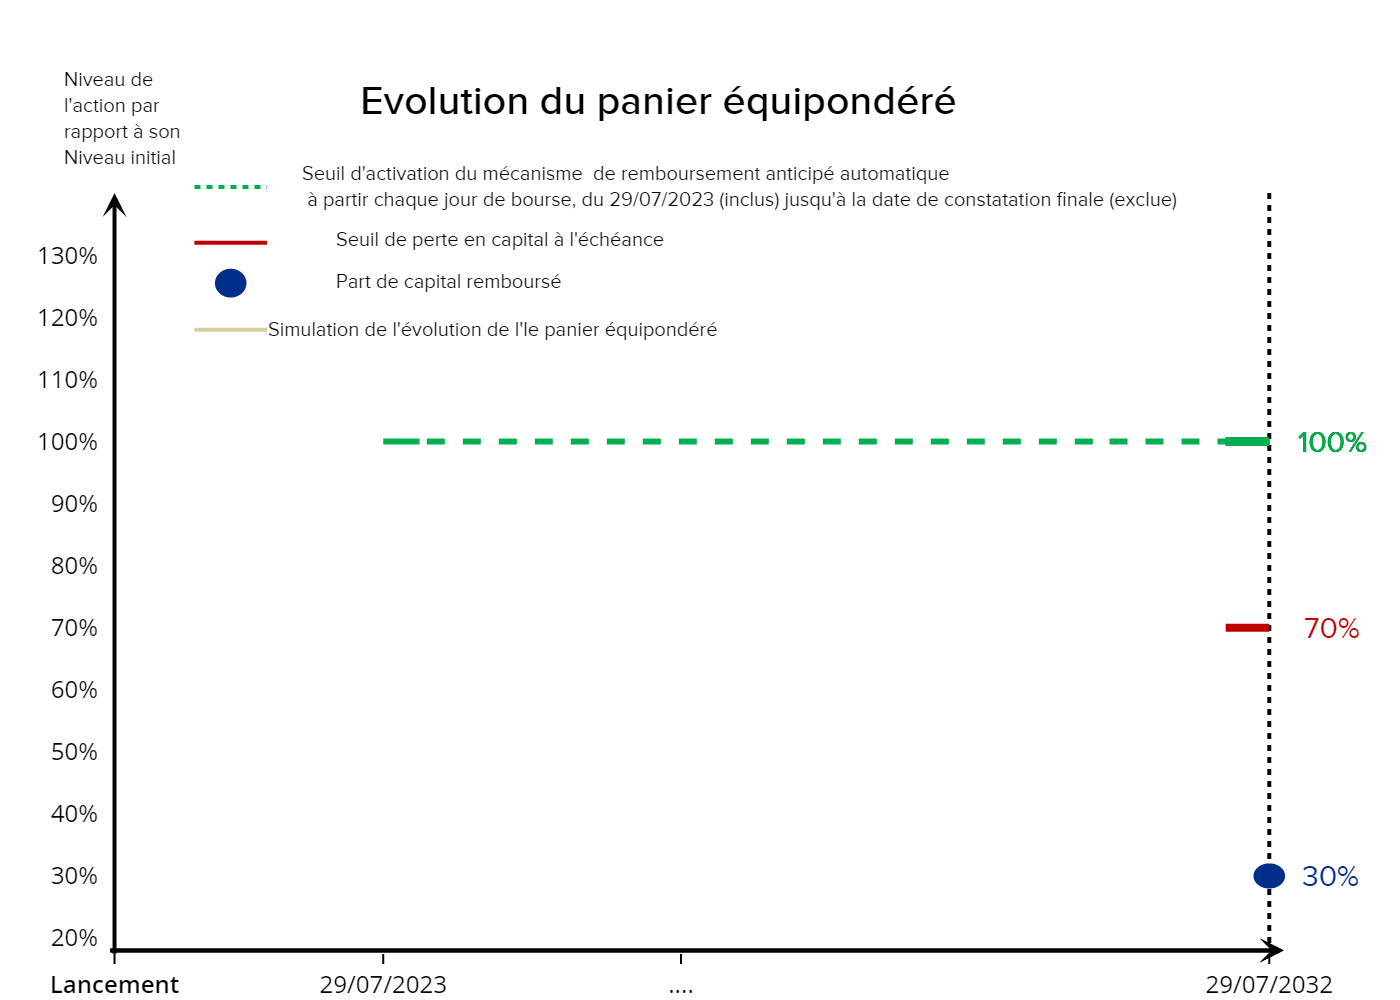 Niveau de
l'action par
rapport à son
Niveau initial
Evolution du panier équipondéré
Seuil d'activation du mécanisme  de remboursement anticipé automatique
à partir chaque jour de bourse, du 29/07/2023 (inclus) jusqu'à la date de constatation finale (exclue)
Seuil de perte en capital à l'échéance
Part de capital remboursé
Simulation de l'évolution de l'le panier équipondéré
130%
120%
110%
100%
100%
90%
80%
70%
70%
60%
50%
40%
30%
30%
20%
Lancement
29/07/2023
....
29/07/2032